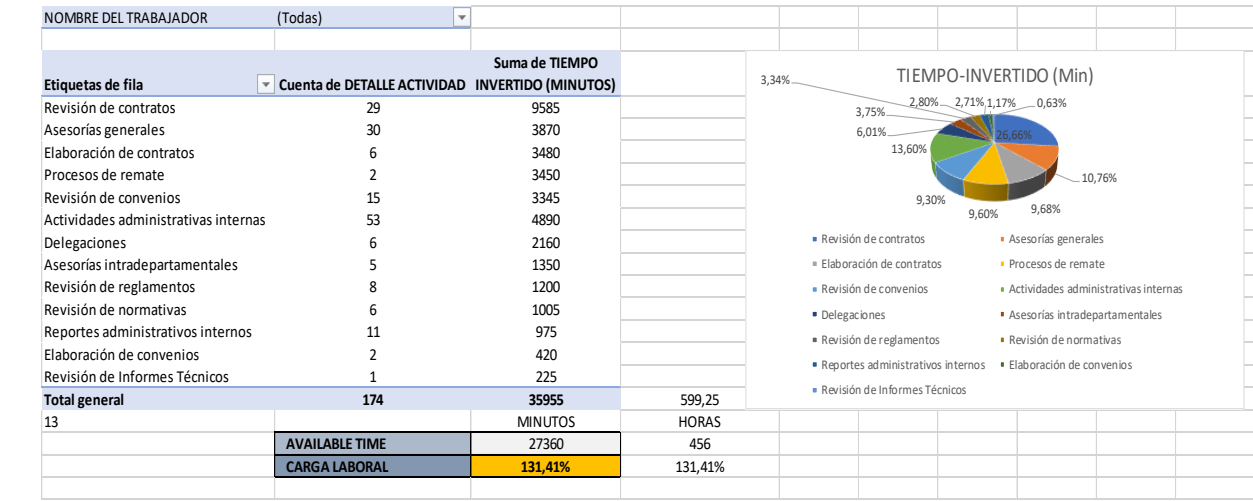 NOMBRE DEL TRABAJADOR (Todas)
Etiquetas de fila Cuenta de DETALLE ACTIVIDAD Suma de TIEMPO INVERTIDO (MINUTOS)
Revisión de contratos 29 9585
Asesorías generales 30 3870
Elaboración de contratos 6 3480
Procesos de remate 2 3450
Revisión de convenios 15 3345
Actividades administrativas internas 53 4890
Delegaciones 6 2160
Asesorías intradepartamentales 5 1350
Revisión de reglamentos 8 1200
Revisión de normativas 6 1005
Reportes administrativos internos 11 975
Elaboración de convenios 2 420
Revisión de Informes Técnicos 1 225
Total general 174 35955 599,25
13 MINUTOS HORAS
AVAILABLE TIME 27360 456
CARGA LABORAL 131,41% 131,41%
TIEMPO-INVERTIDO (Min)
3,34%
2,80% 2,71% 1,17% 0,63%
3,75%
6,01% 26,66%
13,60%
10,76%
9,30% 9,60% 9,68%
Revisión de contratos Asesorías generales
Elaboración de contratos Procesos de remate
Revisión de convenios Actividades administrativas internas
Delegaciones Asesorías intradepartamentales
Revisión de reglamentos Revisión de normativas
Reportes administrativos internos Elaboración de convenios
Revisión de Informes Técnicos